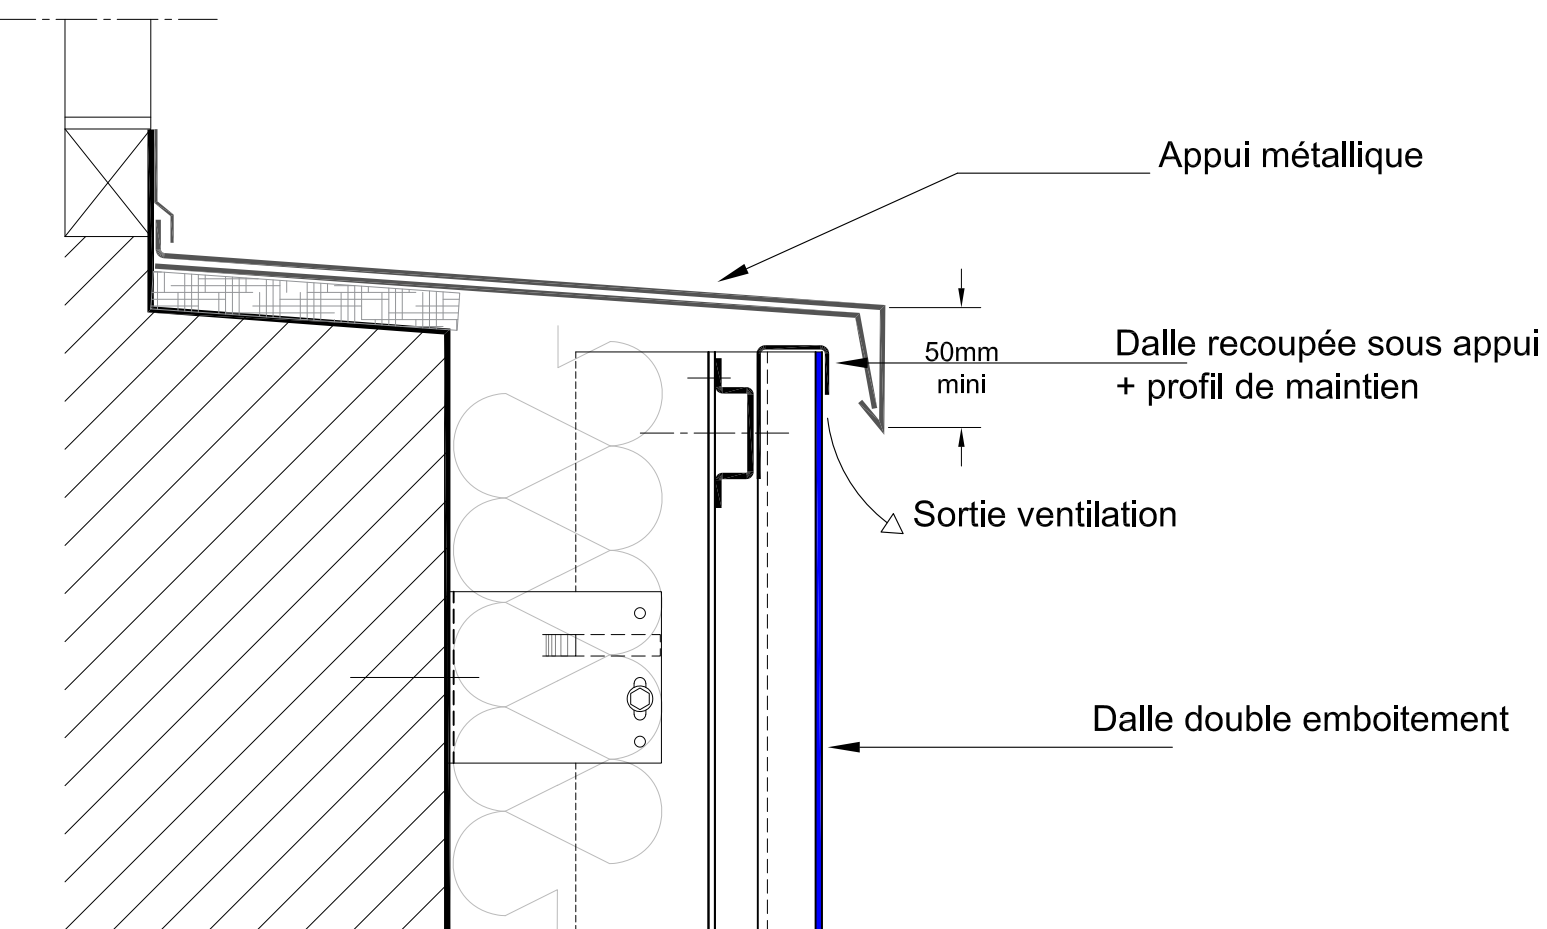 Appui métallique
Dalle recoupée sous appui
+ profil de maintien
50mm
mini
Sortie ventilation
Dalle double emboitement